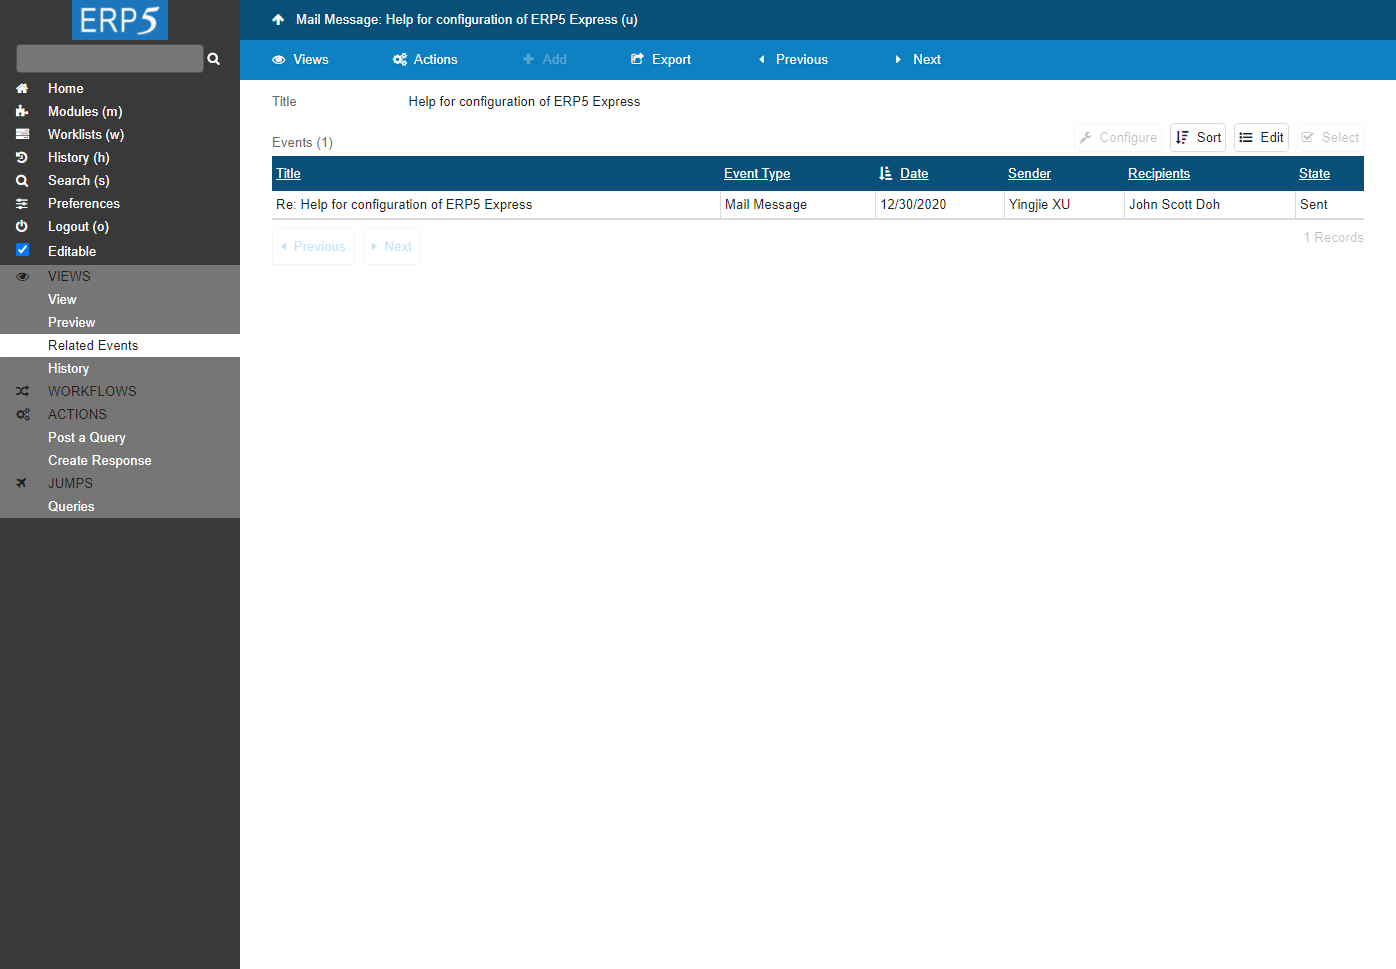 ERP5
Home
Modules (m)
Worklists (w)
History (h)
Search (s)
Preferences
Logout (o)
Editable
VIEWS
View
Preview
Related Events
History
WORKFLOWS
ACTIONS
Post a Query
Create Response
JUMPS
Queries
Mail Message: Help for configuration of ERP5 Express (u)
Views Actions Add Export Previous Next
Title Help for configuration of ERP5 Express
Events (1) Configure Sort Edit Select
Title Event Type Date Sender Recipients State
Re: Help for configuration of ERP5 Express Mail Message 12/30/2020 Yingjie XU John Scott Doh Sent
Previous Next 1 Records